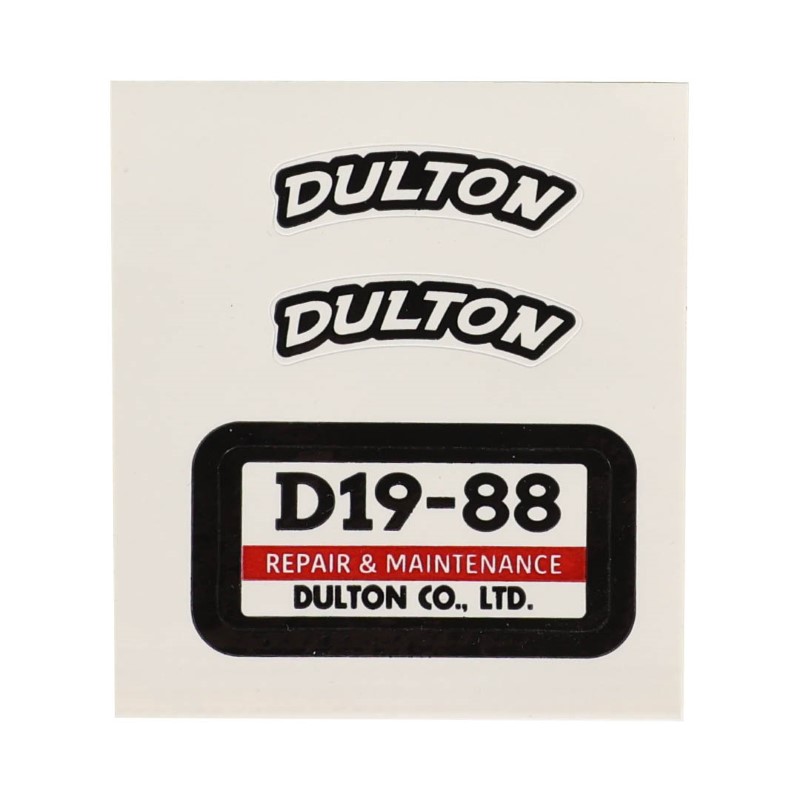 DULTON
DULTON
D19-88
REPAIR & MAINTENANCE
DULTON CO., LTD.